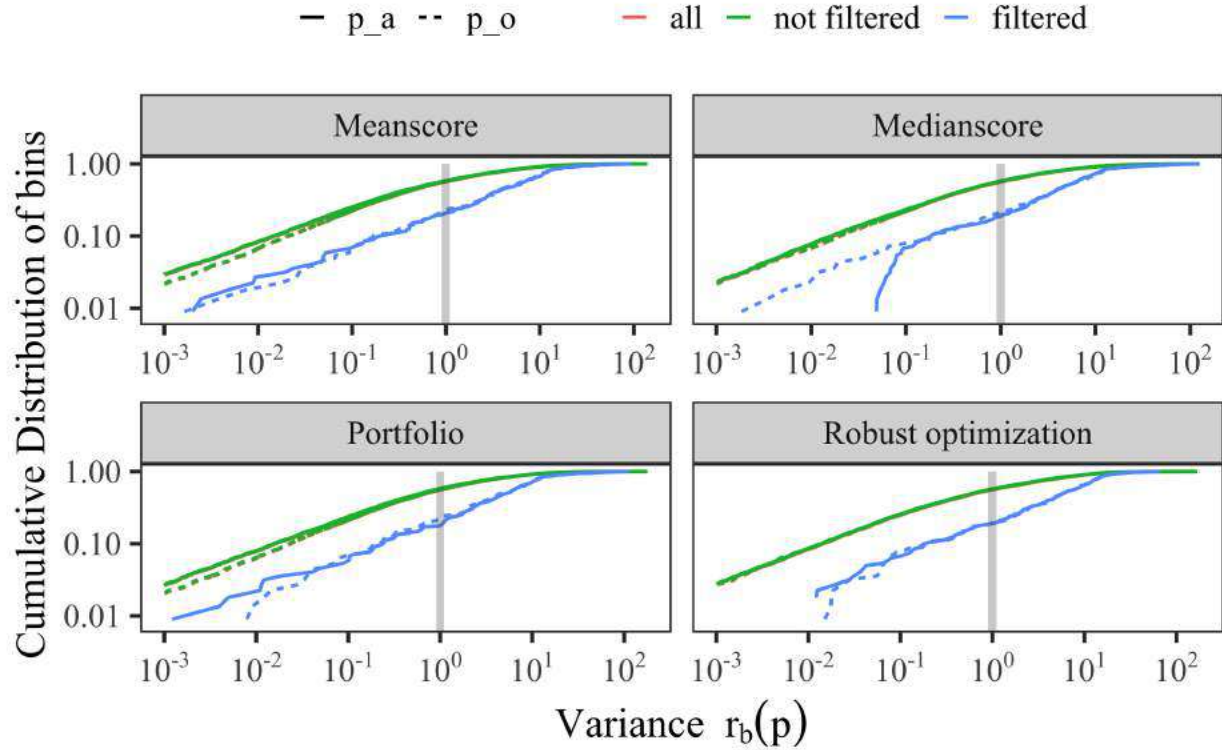 p_a p_o all not filtered filtered
Meanscore Medianscore
1.00
0.10
0.01
10^-3 10^-2 10^-1 10^0 10^1 10^2 10^-3 10^-2 10^-1 10^0 10^1 10^2
Portfolio Robust optimization
1.00
0.10
0.01
10^-3 10^-2 10^-1 10^0 10^1 10^2 10^-3 10^-2 10^-1 10^0 10^1 10^2
Cumulative Distribution of bins
Variance r_b(p)